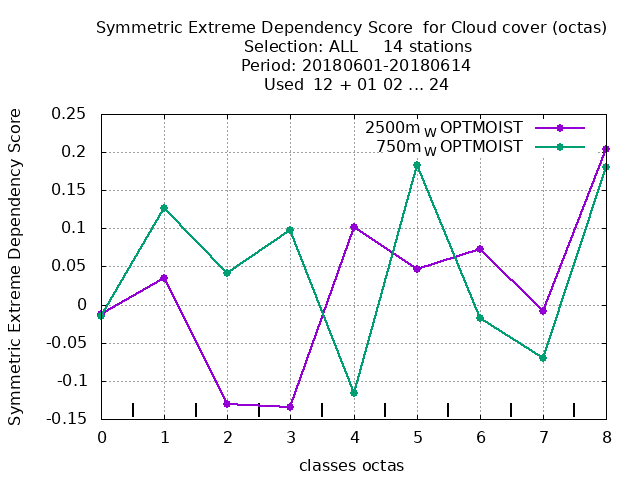 Symmetric Extreme Dependency Score  for Cloud cover (octas)
Selection: ALL     14 stations
Period: 20180601-20180614
Used  12 + 01 02 ... 24
Symmetric Extreme Dependency Score
0.25
0.2
0.15
0.1
0.05
0
-0.05
-0.1
-0.15
2500m W OPTMOIST
750m W OPTMOIST
0 1 2 3 4 5 6 7 8
classes octas